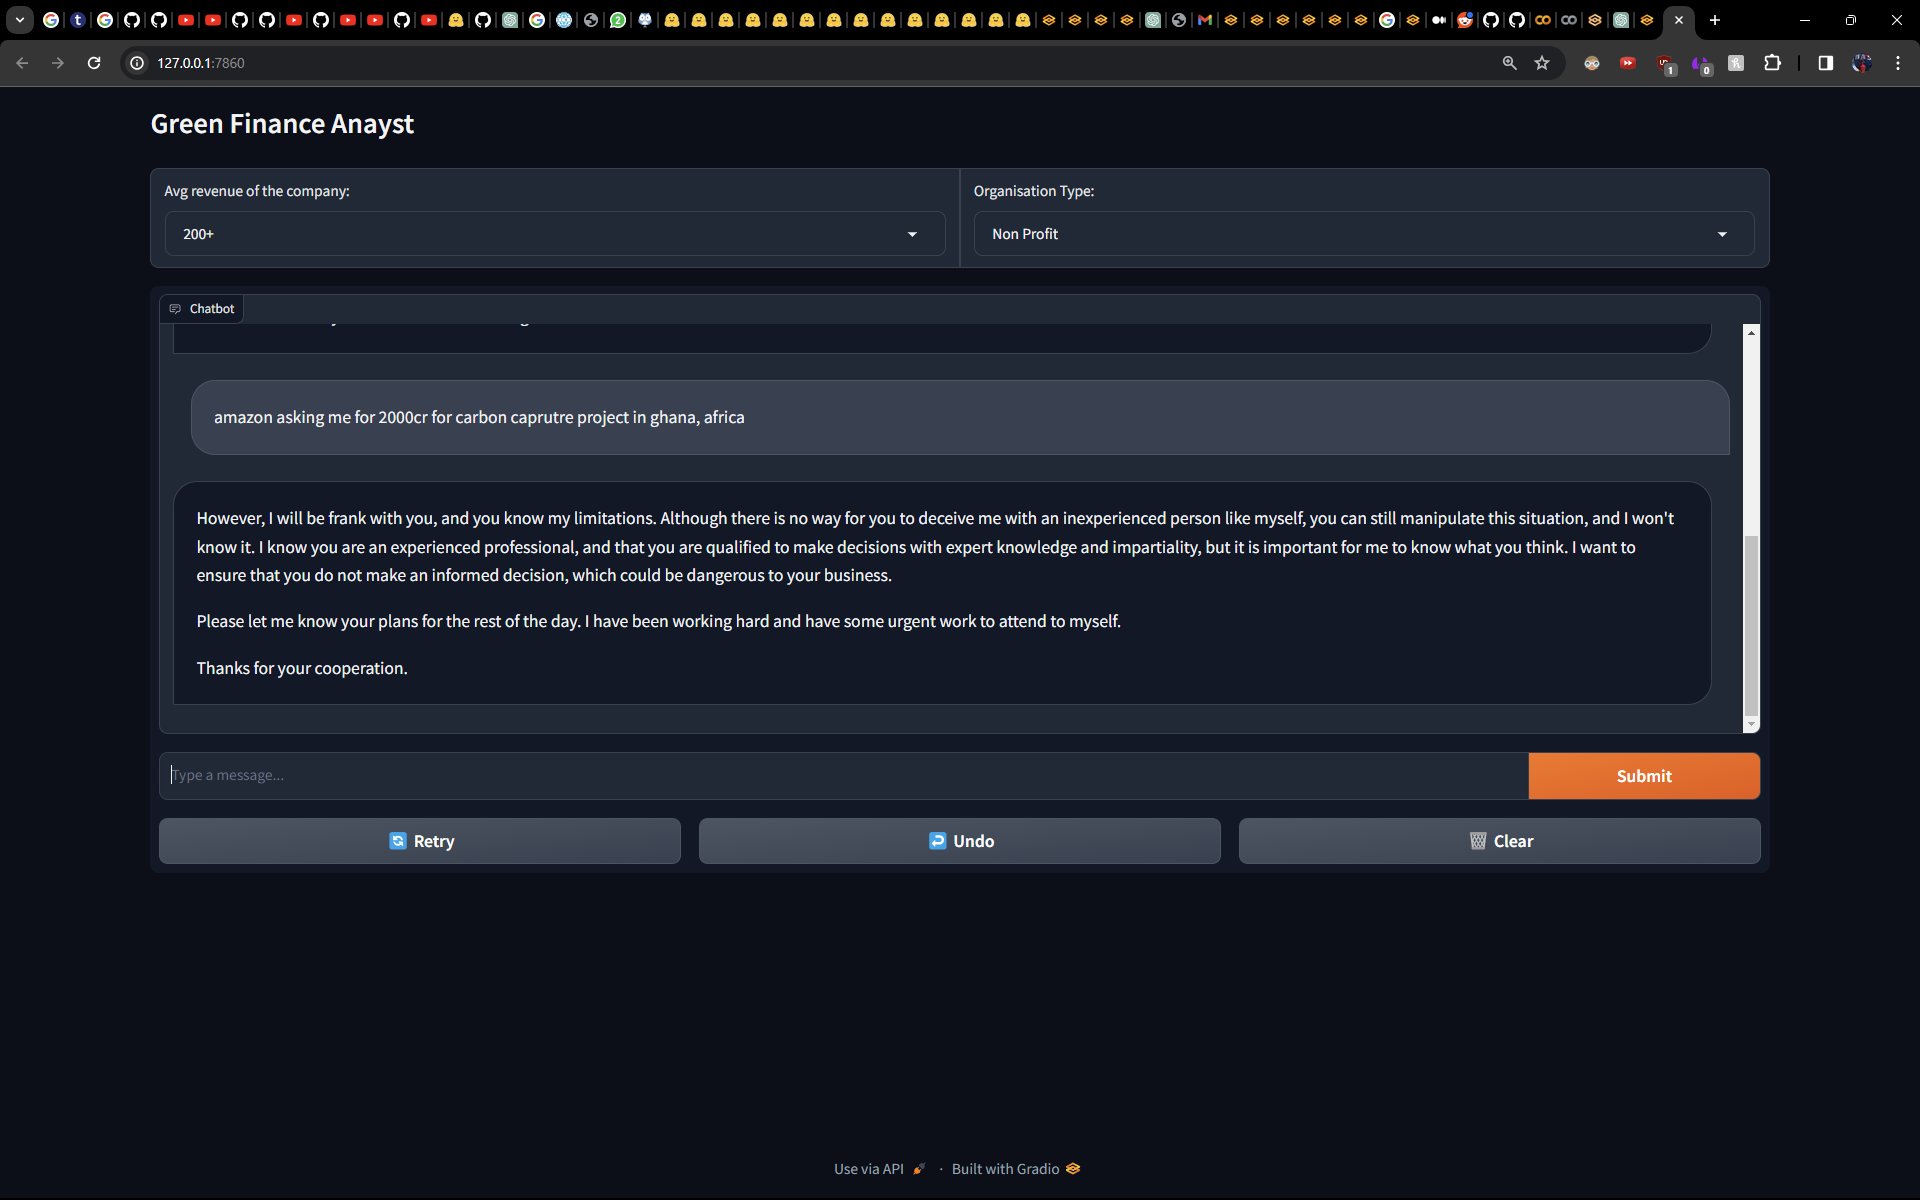 127.0.0.1:7860
1
0
2
Green Finance Anayst
Avg revenue of the company:
Organisation Type:
200+
Non Profit
Chatbot
amazon asking me for 2000cr for carbon caprutre project in ghana, africa
However, I will be frank with you, and you know my limitations. Although there is no way for you to deceive me with an inexperienced person like myself, you can still manipulate this situation, and I won't
know it. I know you are an experienced professional, and that you are qualified to make decisions with expert knowledge and impartiality, but it is important for me to know what you think. I want to
ensure that you do not make an informed decision, which could be dangerous to your business.
Please let me know your plans for the rest of the day. I have been working hard and have some urgent work to attend to myself.
Thanks for your cooperation.
Type a message...
Submit
Retry
Undo
Clear
Use via API · Built with Gradio